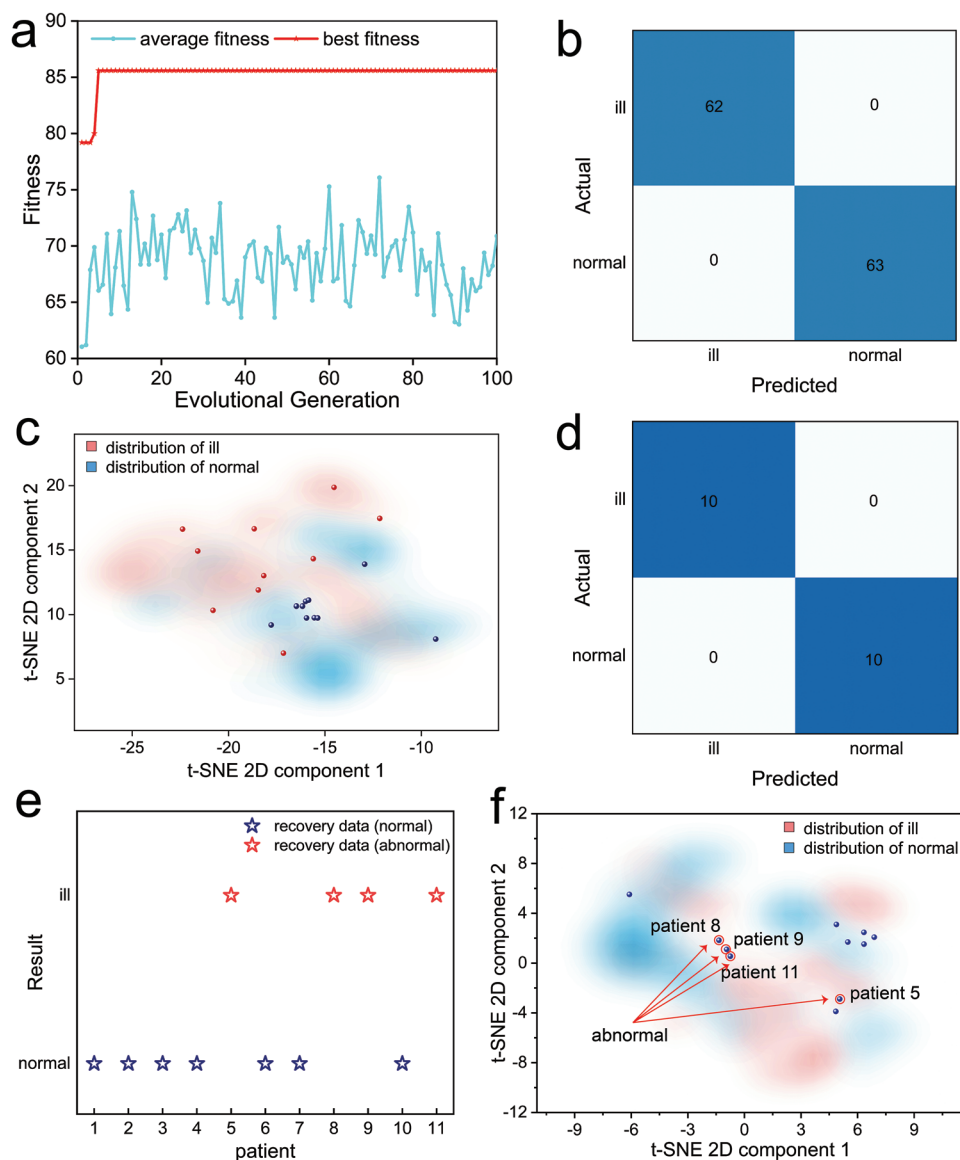 a
average fitness
best fitness
90
85
80
75
70
65
60
Fitness
0
20
40
60
80
100
Evolutional Generation
b
ill
62
0
Actual
normal
0
63
ill
normal
Predicted
c
distribution of ill
distribution of normal
20
15
10
5
t-SNE 2D component 2
-25
-20
-15
-10
t-SNE 2D component 1
d
ill
10
0
Actual
normal
0
10
ill
normal
Predicted
e
recovery data (normal)
recovery data (abnormal)
ill
Result
normal
1 2 3 4 5 6 7 8 9 10 11
patient
f
12
8
4
0
-4
-8
-12
t-SNE 2D component 2
distribution of ill
distribution of normal
patient 8
patient 9
patient 11
patient 5
abnormal
-9
-6
-3
0
3
6
9
t-SNE 2D component 1